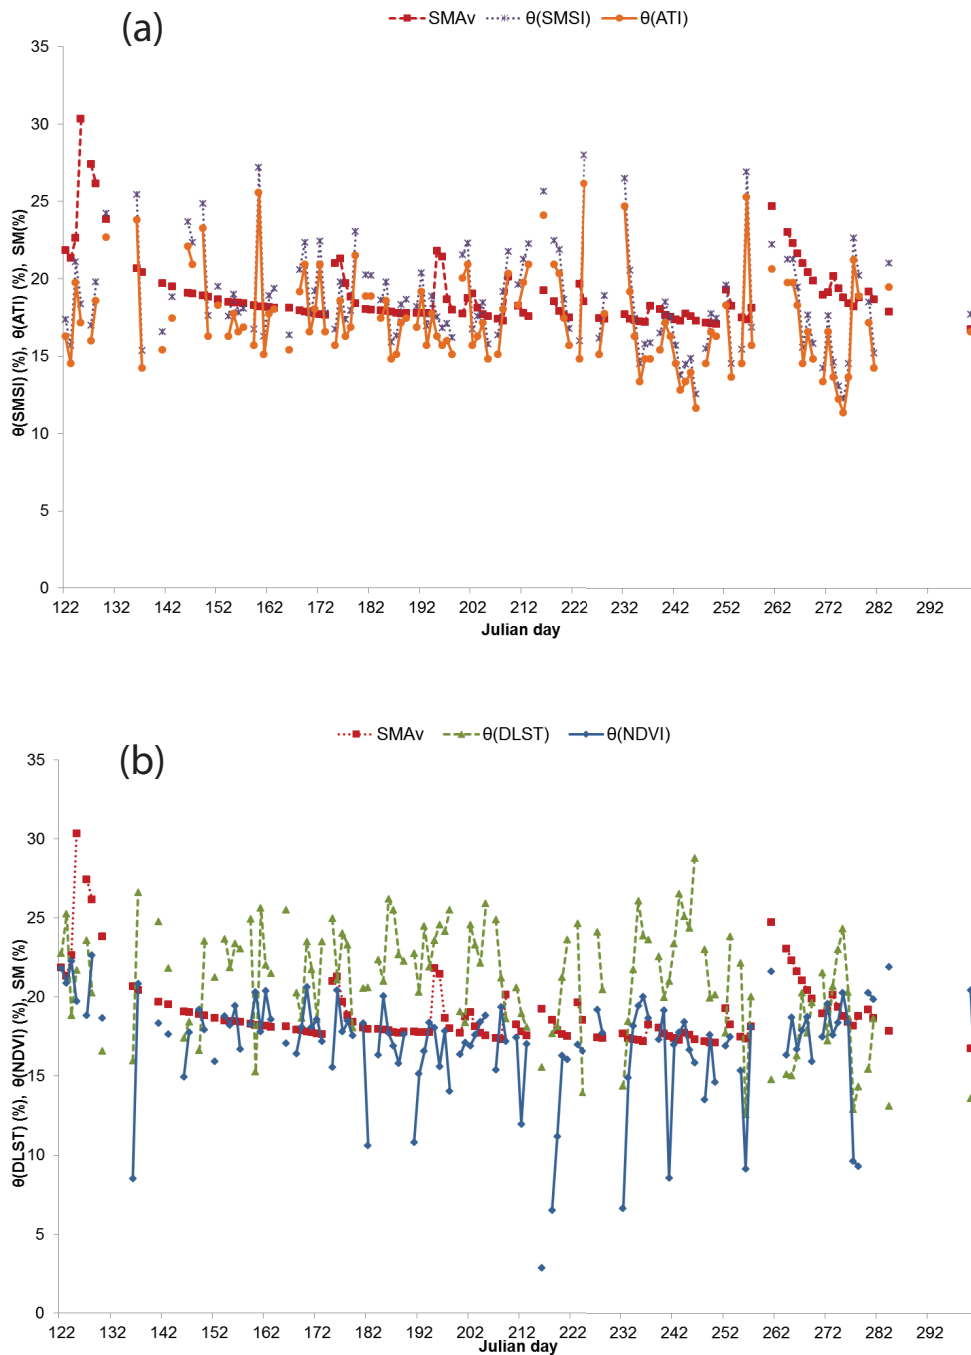 (a)
SMAv θ(SMSI) θ(ATI)
35
30
25
20
15
10
5
0
θ(SMSI) (%), θ(ATI) (%), SM(%)
122 132 142 152 162 172 182 192 202 212 222 232 242 252 262 272 282 292
Julian day
(b)
SMAv θ(DLST) θ(NDVI)
35
30
25
20
15
10
5
0
θ(DLST) (%), θ(NDVI) (%), SM (%)
122 132 142 152 162 172 182 192 202 212 222 232 242 252 262 272 282 292
Julian day